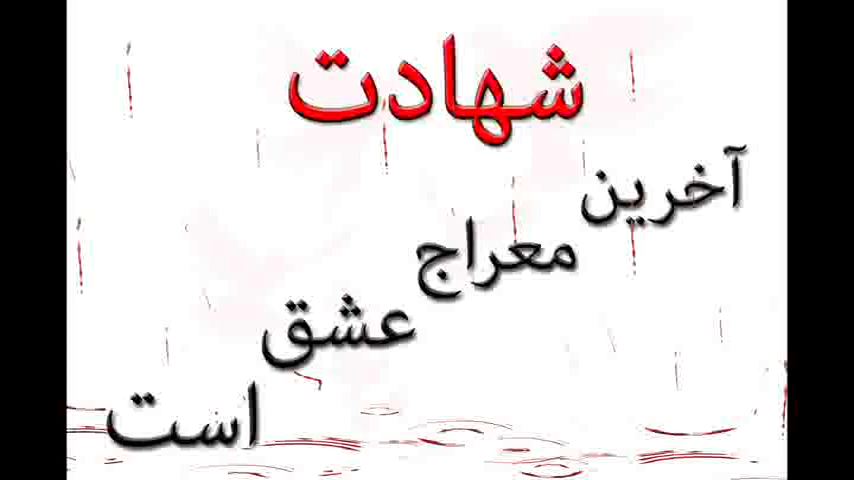 شهادت
آخرین
معراج
عشق
است